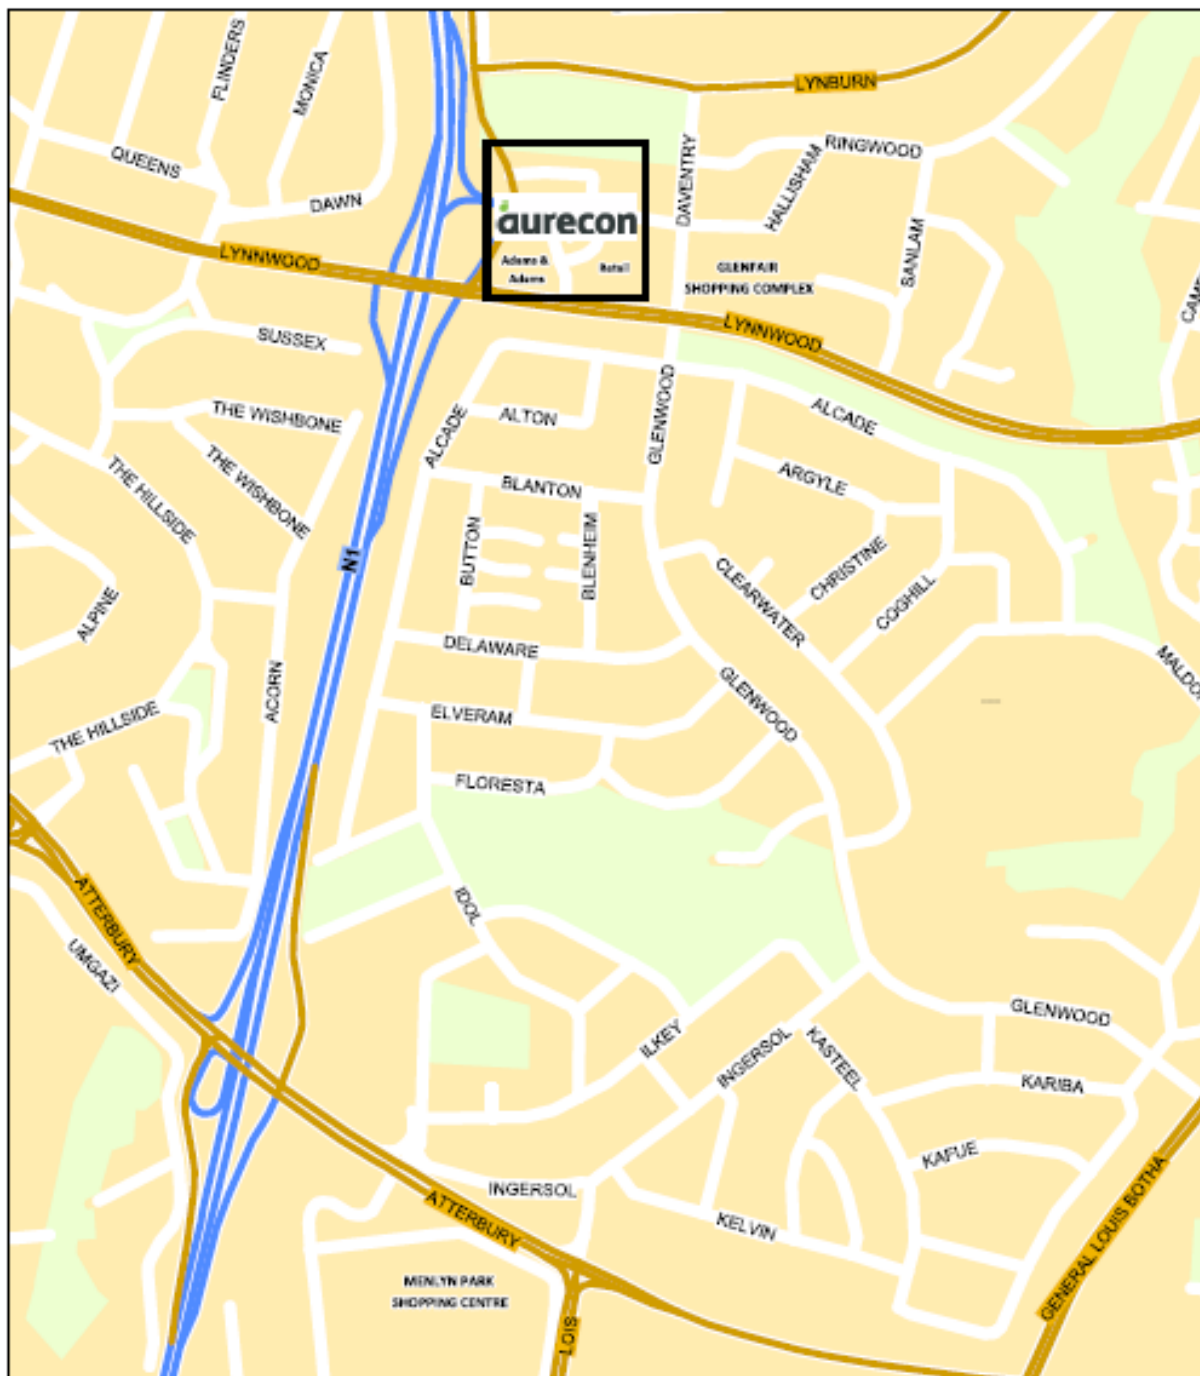 FLINDERS
MONICA
LYNBURN
QUEENS
DAVENTRY
HALLISHAM
RINGWOOD
DAWN
aurecon
LYNNWOOD
Adams &
Adams
Retail
GLENFAIR
SHOPPING COMPLEX
SANLAM
SUSSEX
LYNNWOOD
THE WISHBONE
ALCADE
ALTON
GLENWOOD
ALCADE
THE HILLSIDE
THE WISHBONE
BLANTON
ARGYLE
N1
BUTTON
BLENHEIM
CLEARWATER
CHRISTINE
COGHILL
ALPINE
DELAWARE
MALDO
ACORN
GLENWOOD
THE HILLSIDE
ELVERAM
FLORESTA
ATTERBURY
IDOL
UMGAZI
GLENWOOD
ILKEY
INGERSOL
KASTEEL
KARIBA
KAFUE
INGERSOL
ATTERBURY
KELVIN
GENERAL LOUIS BOTHA
MENLYN PARK
SHOPPING CENTRE
LOIS